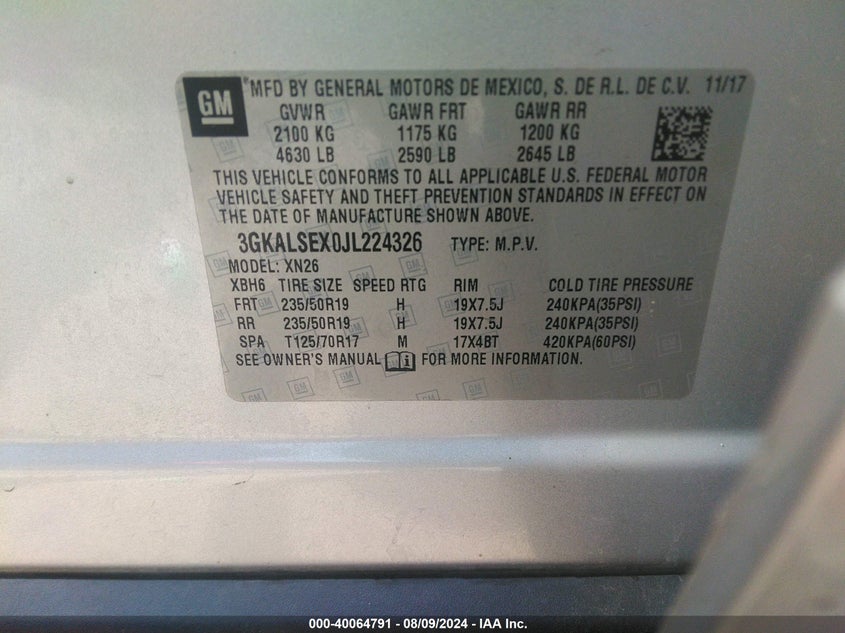 GM MFD BY GENERAL MOTORS DE MEXICO, S. DE R.L. DE C.V. 11/17
GVWR GAWR FRT GAWR RR
2100 KG 1175 KG 1200 KG
4630 LB 2590 LB 2645 LB
THIS VEHICLE CONFORMS TO ALL APPLICABLE U.S. FEDERAL MOTOR
VEHICLE SAFETY AND THEFT PREVENTION STANDARDS IN EFFECT ON
THE DATE OF MANUFACTURE SHOWN ABOVE.
3GKALSEX0JL224326 TYPE: M.P.V.
MODEL: XN26
XBH6 TIRE SIZE SPEED RTG RIM COLD TIRE PRESSURE
FRT 235/50R19 H 19X7.5J 240KPA(35PSI)
RR 235/50R19 H 19X7.5J 240KPA(35PSI)
SPA T125/70R17 M 17X4BT 420KPA(60PSI)
SEE OWNER'S MANUAL FOR MORE INFORMATION.
000-40064791 - 08/09/2024 - IAA Inc.